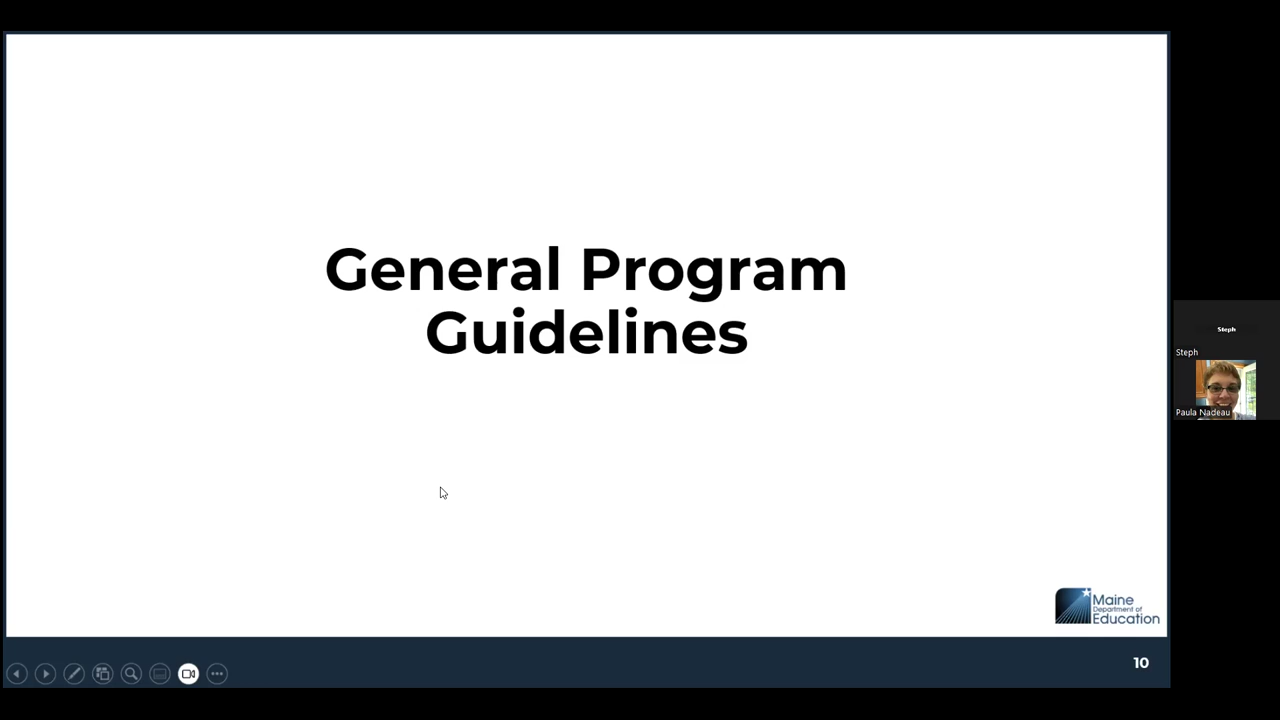 General Program
Guidelines
Steph
Steph
Paula Nadeau
Maine
Department of
Education
10